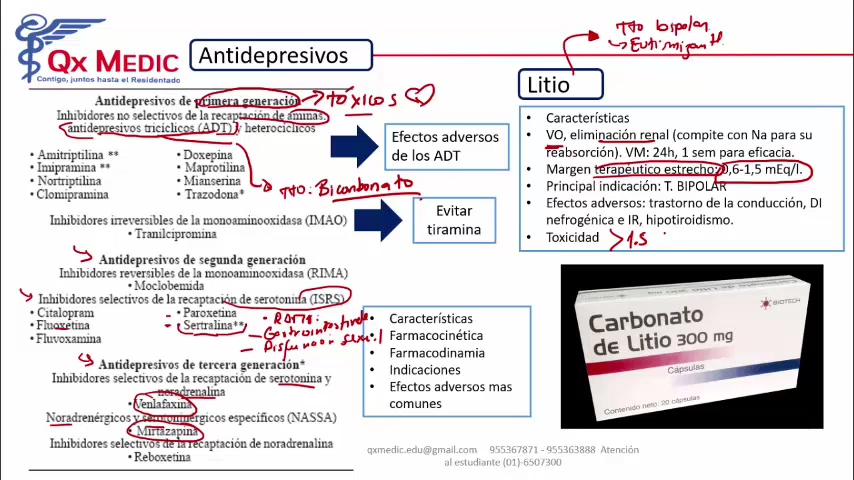 QX MEDIC
Contigo, juntos hasta el Residentado
Antidepresivos
Antidepresivos de primera generación
Inhibidores no selectivos de la recaptación de aminas:
antidepresivos tricíclicos (ADT) y heterocíclicos
• Amitriptilina **
• Imipramina **
• Nortriptilina
• Clomipramina
• Doxepina
• Maprotilina
• Mianserina
• Trazodona*
TTO: Bicarbonato
Inhibidores irreversibles de la monoaminooxidasa (IMAO)
• Tranilcipromina
Antidepresivos de segunda generación
Inhibidores reversibles de la monoaminooxidasa (RIMA)
• Moclobemida
Inhibidores selectivos de la recaptación de serotonina (ISRS)
• Citalopram
• Fluoxetina
• Fluvoxamina
• Paroxetina
• Sertralina**
• RAMS:
- Gastrointestinales
- Disfunción sexual
Antidepresivos de tercera generación*
Inhibidores selectivos de la recaptación de serotonina y
noradrenalina
• Venlafaxina
Noradrenérgicos y serotoninérgicos específicos (NASSA)
• Mirtazapina
Inhibidores selectivos de la recaptación de noradrenalina
• Reboxetina
tóxicos
Efectos adversos
de los ADT
Evitar
tiramina
• Características
• Farmacocinética
• Farmacodinamia
• Indicaciones
• Efectos adversos mas
comunes
TTO bipolar
Litio
• Características
• VO, eliminación renal (compite con Na para su
reabsorción). VM: 24h, 1 sem para eficacia.
• Margen terapéutico estrecho: 0,6-1,5 mEq/l.
• Principal indicación: T. BIPOLAR
• Efectos adversos: trastorno de la conducción, DI
nefrogénica e IR, hipotiroidismo.
• Toxicidad >1.5
BIOTECH
Carbonato
de Litio 300 mg
Cápsulas
Contenido neto: 20 cápsulas
qxmedic.edu@gmail.com 955367871 - 955363888 Atención
al estudiante (01)-6507300